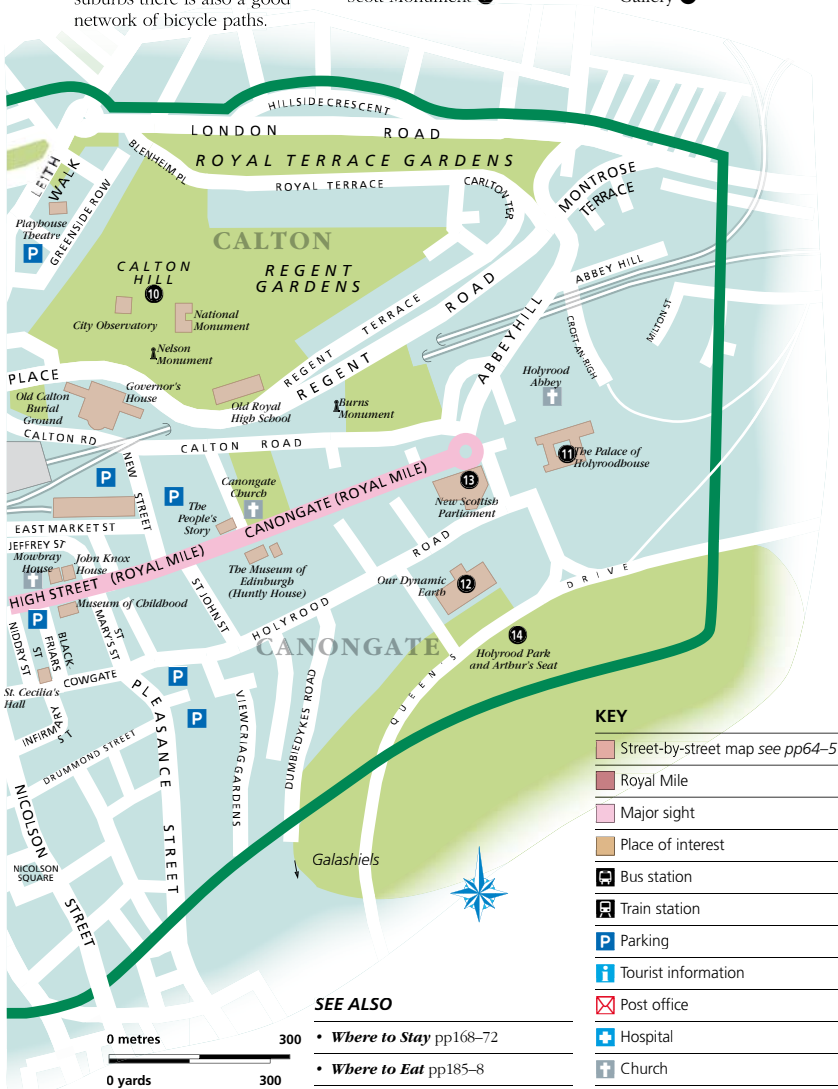 suburbs there is also a good
network of bicycle paths.
HILLSIDE CRESCENT
LONDON ROAD
ROYAL TERRACE GARDENS
BLENHEIM PL
ROYAL TERRACE
CARLTON TER
MONTROSE
TERRACE
LEITH
WALK
GREENSIDE ROW
Playhouse
Theatre
P
CALTON
CALTON
HILL
10
REGENT
GARDENS
City Observatory
National
Monument
Nelson
Monument
REGENT TERRACE
REGENT ROAD
ABBEYHILL
ABBEY HILL
CROFT-AN-RIGH
MILTON ST
PLACE
Old Calton
Burial
Ground
Governor's
House
Old Royal
High School
Burns
Monument
Holyrood
Abbey
CALTON RD
CALTON ROAD
11
The Palace of
Holyroodhouse
NEW
STREET
P
P
Canongate
Church
The
People's
Story
CANONGATE (ROYAL MILE)
13
New Scottish
Parliament
EAST MARKET ST
JEFFREY ST
Mowbray
House
John Knox
House
HIGH STREET (ROYAL MILE)
Museum of Childhood
The Museum of
Edinburgh
(Huntly House)
ST JOHN ST
HOLYROOD ROAD
Our Dynamic
Earth
12
QUEEN'S DRIVE
14
Holyrood Park
and Arthur's Seat
CANONGATE
P
NIDDRY ST
BLACK-
FRIARS
ST
ST
MARY'S ST
St. Cecilia's
Hall
COWGATE
P
P
INFIRMARY
ST
DRUMMOND STREET
PLEASANCE STREET
VIEWCRIAG GARDENS
DUMBIEDYKES ROAD
NICOLSON
STREET
NICOLSON
SQUARE
Galashiels
KEY
Street-by-street map see pp64–5
Royal Mile
Major sight
Place of interest
Bus station
Train station
P Parking
i Tourist information
Post office
Hospital
Church
SEE ALSO
• Where to Stay pp168–72
• Where to Eat pp185–8
0 metres 300
0 yards 300